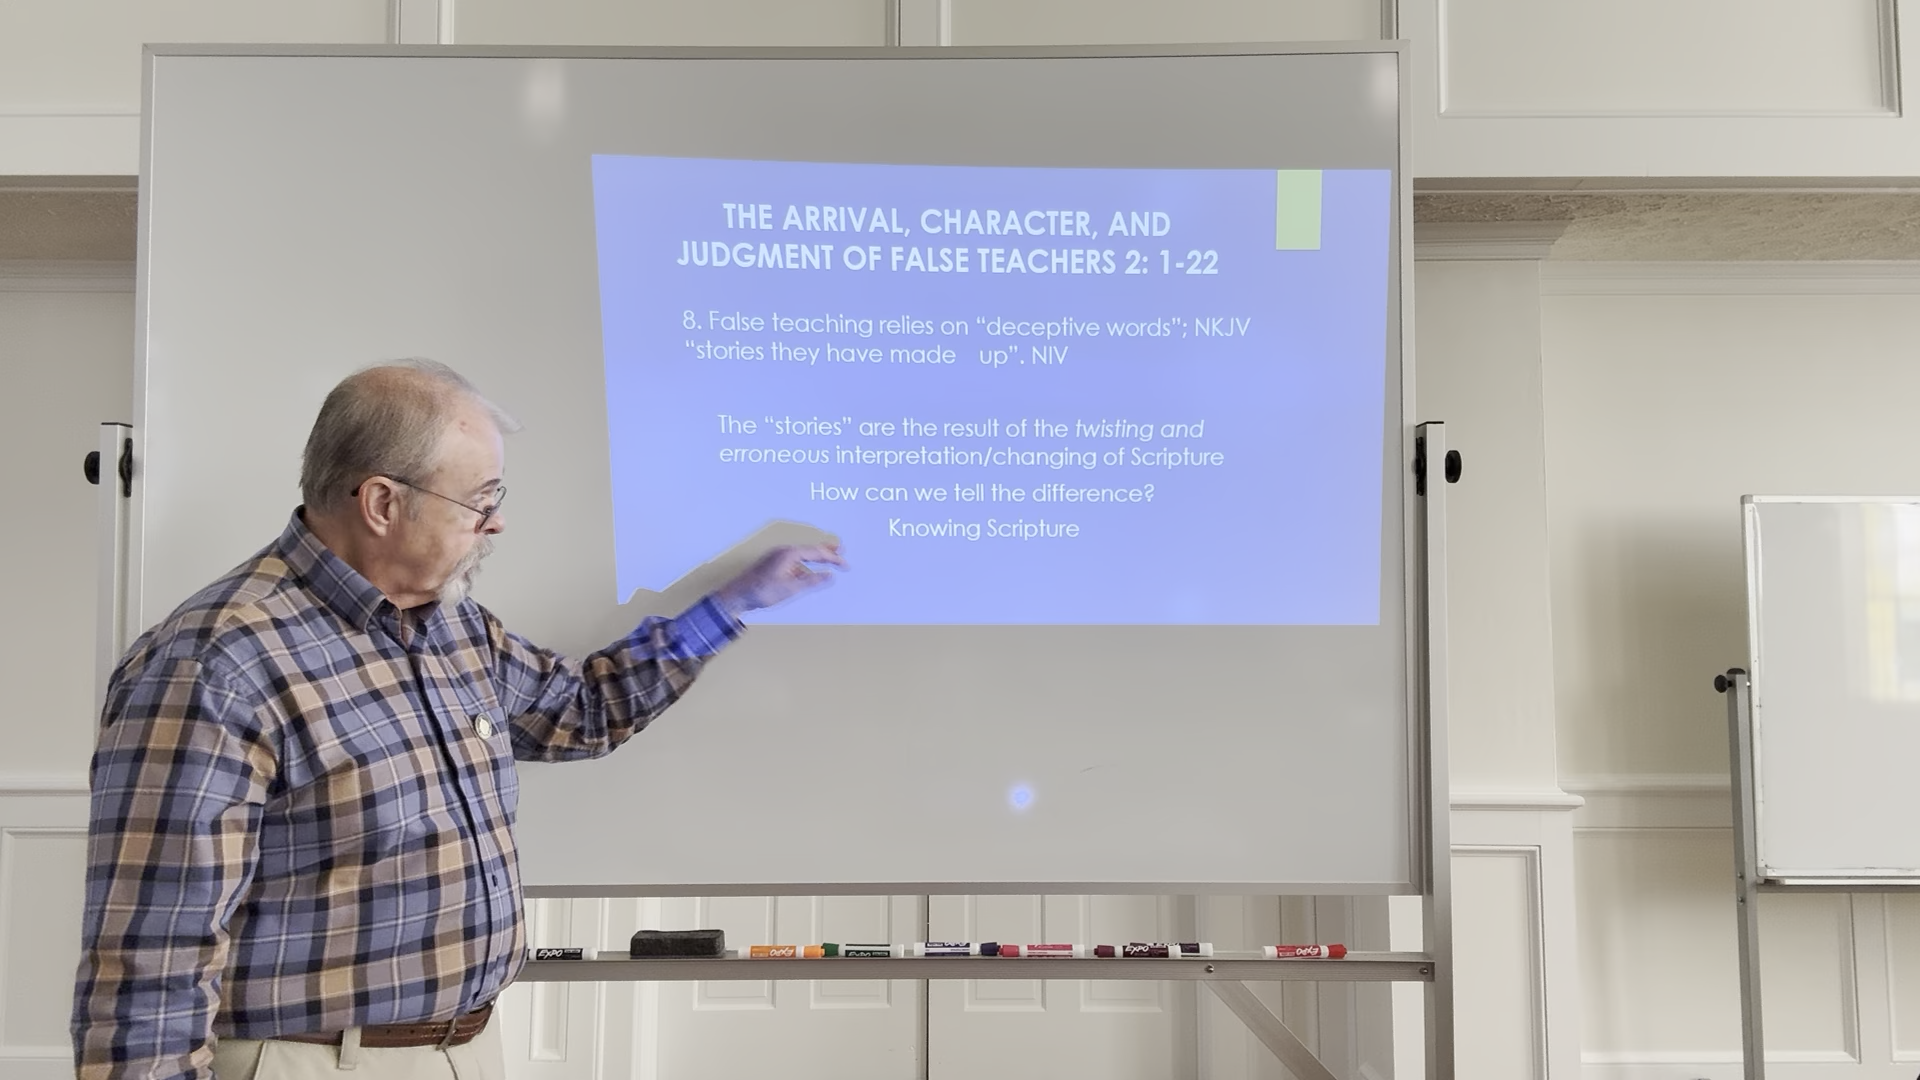 THE ARRIVAL, CHARACTER, AND
JUDGMENT OF FALSE TEACHERS 2: 1-22
8. False teaching relies on “deceptive words”; NKJV
“stories they have made up”. NIV
The “stories” are the result of the twisting and
erroneous interpretation/changing of Scripture
How can we tell the difference?
Knowing Scripture
EXPO
EXPO
EXPO
EXPO
EXPO